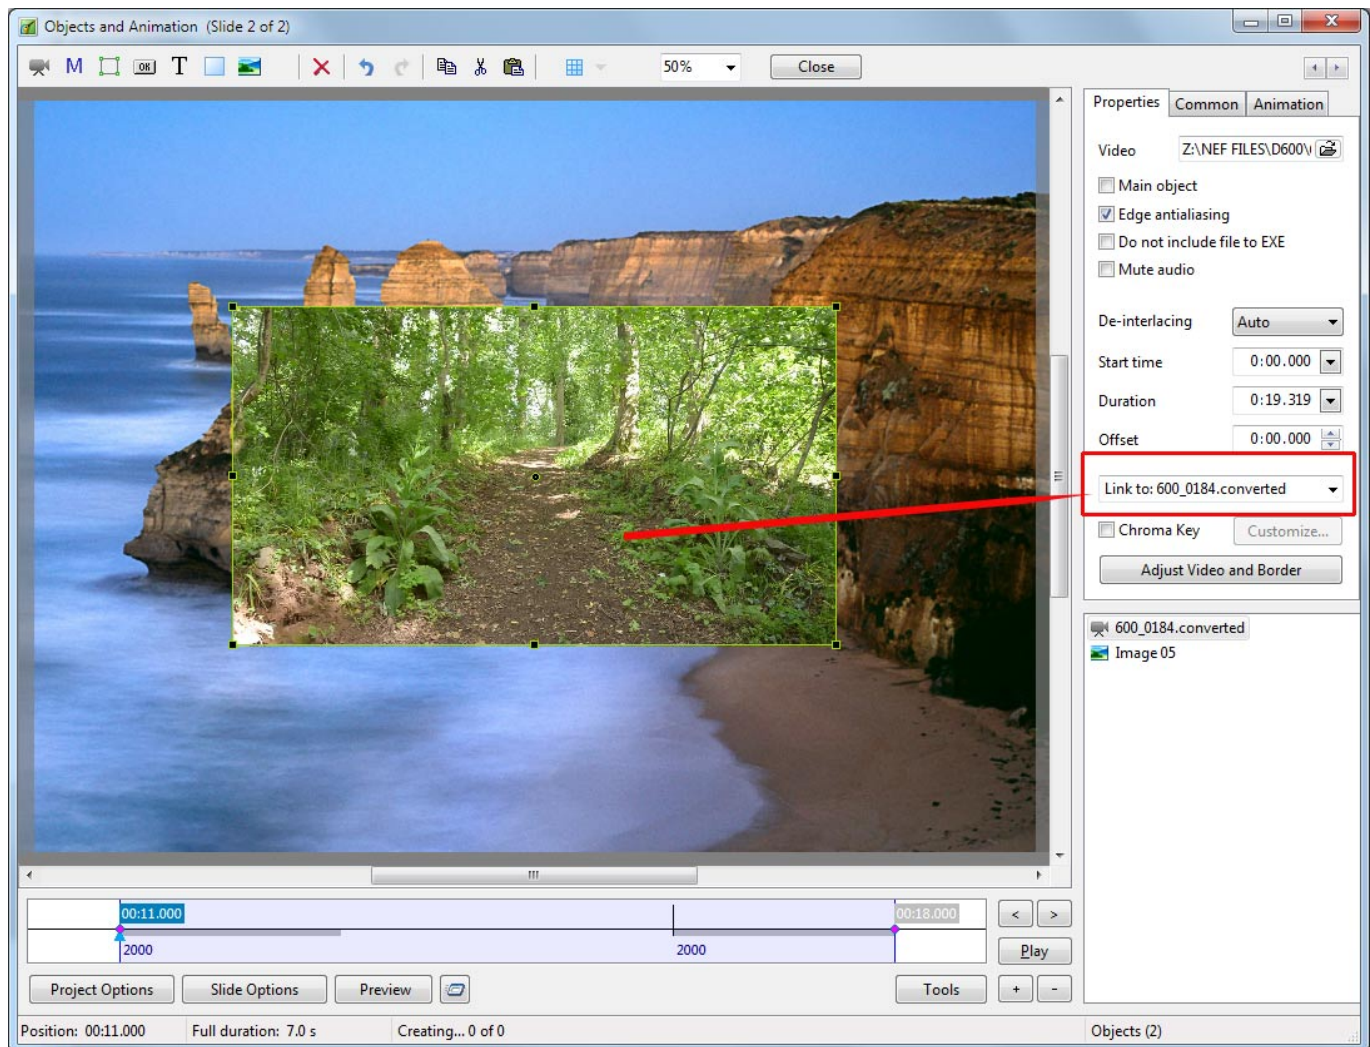 Objects and Animation (Slide 2 of 2)
M OK T 50% Close
Properties Common Animation
Video Z:\NEF FILES\D600\
Main object
Edge antialiasing
Do not include file to EXE
Mute audio
De-interlacing Auto
Start time 0:00.000
Duration 0:19.319
Offset 0:00.000
Link to: 600_0184.converted
Chroma Key Customize...
Adjust Video and Border
600_0184.converted
Image 05
00:11.000 00:18.000 < >
2000 2000 Play
Project Options Slide Options Preview Tools + -
Position: 00:11.000 Full duration: 7.0 s Creating... 0 of 0 Objects (2)